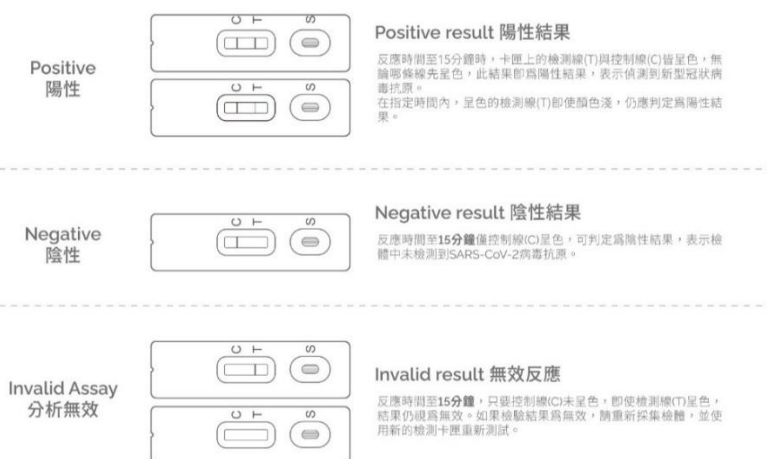 Positive
陽性
C T S
C T S
Positive result 陽性結果
反應時間至15分鐘時，卡匣上的檢測線(T)與控制線(C)皆呈色，無
論哪條線先呈色，此結果即爲陽性結果，表示偵測到新型冠狀病
毒抗原。
在指定時間內，呈色的檢測線(T)即使顏色淺，仍應判定爲陽性結
果。
Negative
陰性
C T S
Negative result 陰性結果
反應時間至15分鐘僅控制線(C)呈色，可判定爲陰性結果，表示檢
體中未檢測到SARS-CoV-2病毒抗原。
Invalid Assay
分析無效
C T S
C T S
Invalid result 無效反應
反應時間至15分鐘，只要控制線(C)未呈色，即使檢測線(T)呈色，
結果仍視爲無效。如果檢驗結果爲無效，請重新採集檢體，並使
用新的檢測卡匣重新測試。